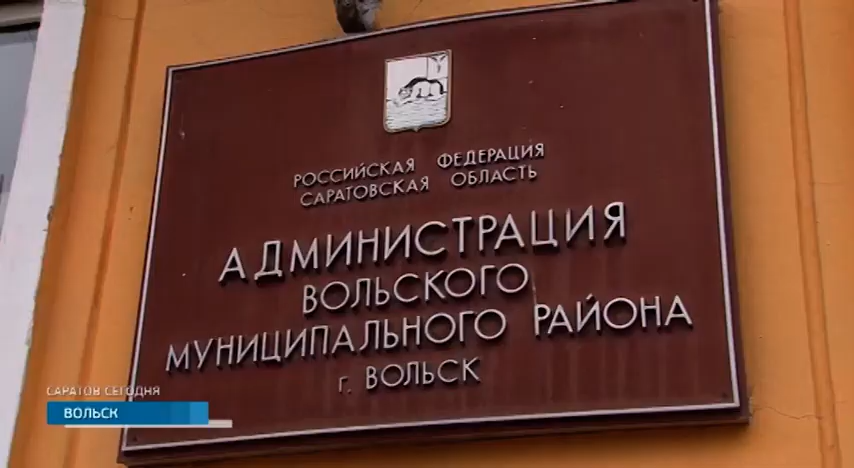 РОССИЙСКАЯ ФЕДЕРАЦИЯ
САРАТОВСКАЯ ОБЛАСТЬ
АДМИНИСТРАЦИЯ
ВОЛЬСКОГО
МУНИЦИПАЛЬНОГО РАЙОНА
г. ВОЛЬСК
САРАТОВ СЕГОДНЯ
ВОЛЬСК